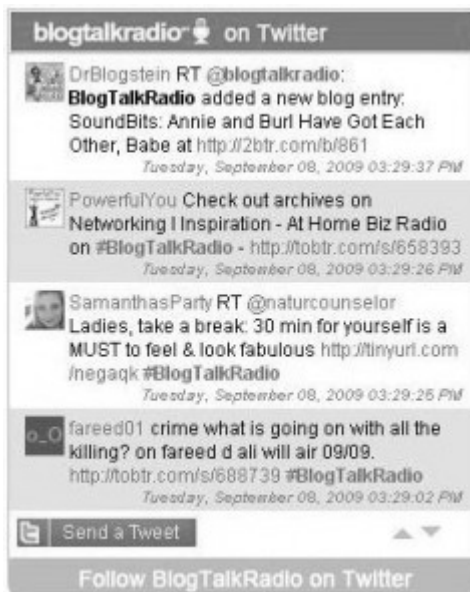 blogtalkradio on Twitter
DrBlogstein RT @blogtalkradio:
BlogTalkRadio added a new blog entry:
SoundBits: Annie and Burl Have Got Each
Other, Babe at http://2btr.com/b/861
Tuesday, September 08, 2009 03:29:37 PM
PowerfulYou Check out archives on
Networking | Inspiration - At Home Biz Radio
on #BlogTalkRadio - http://tobtr.com/s/658393
Tuesday, September 08, 2009 03:29:26 PM
SamanthasParty RT @naturcounselor
Ladies, take a break: 30 min for yourself is a
MUST to feel & look fabulous http://tinyurl.com
/negaqk #BlogTalkRadio
Tuesday, September 08, 2009 03:29:25 PM
o_O
fareed01 crime what is going on with all the
killing? on fareed d ali will air 09/09.
http://tobtr.com/s/688739 #BlogTalkRadio
Tuesday, September 08, 2009 03:29:02 PM
t Send a Tweet
Follow BlogTalkRadio on Twitter